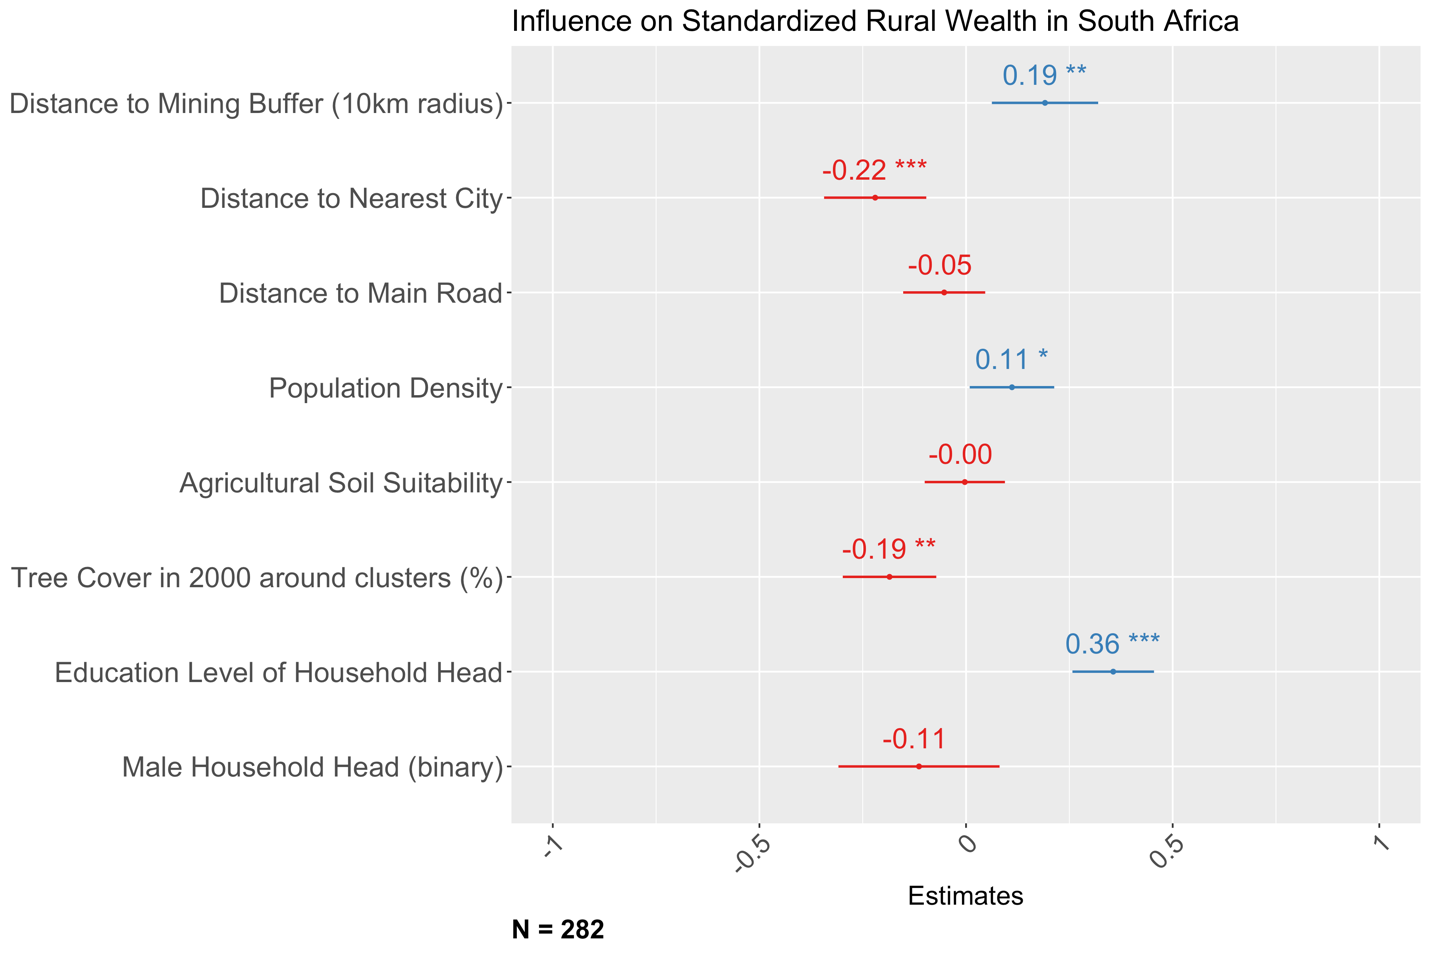 Influence on Standardized Rural Wealth in South Africa
Distance to Mining Buffer (10km radius)
0.19 **
Distance to Nearest City
-0.22 ***
Distance to Main Road
-0.05
Population Density
0.11 *
Agricultural Soil Suitability
-0.00
Tree Cover in 2000 around clusters (%)
-0.19 **
Education Level of Household Head
0.36 ***
Male Household Head (binary)
-0.11
-1
-0.5
0
0.5
1
Estimates
N = 282